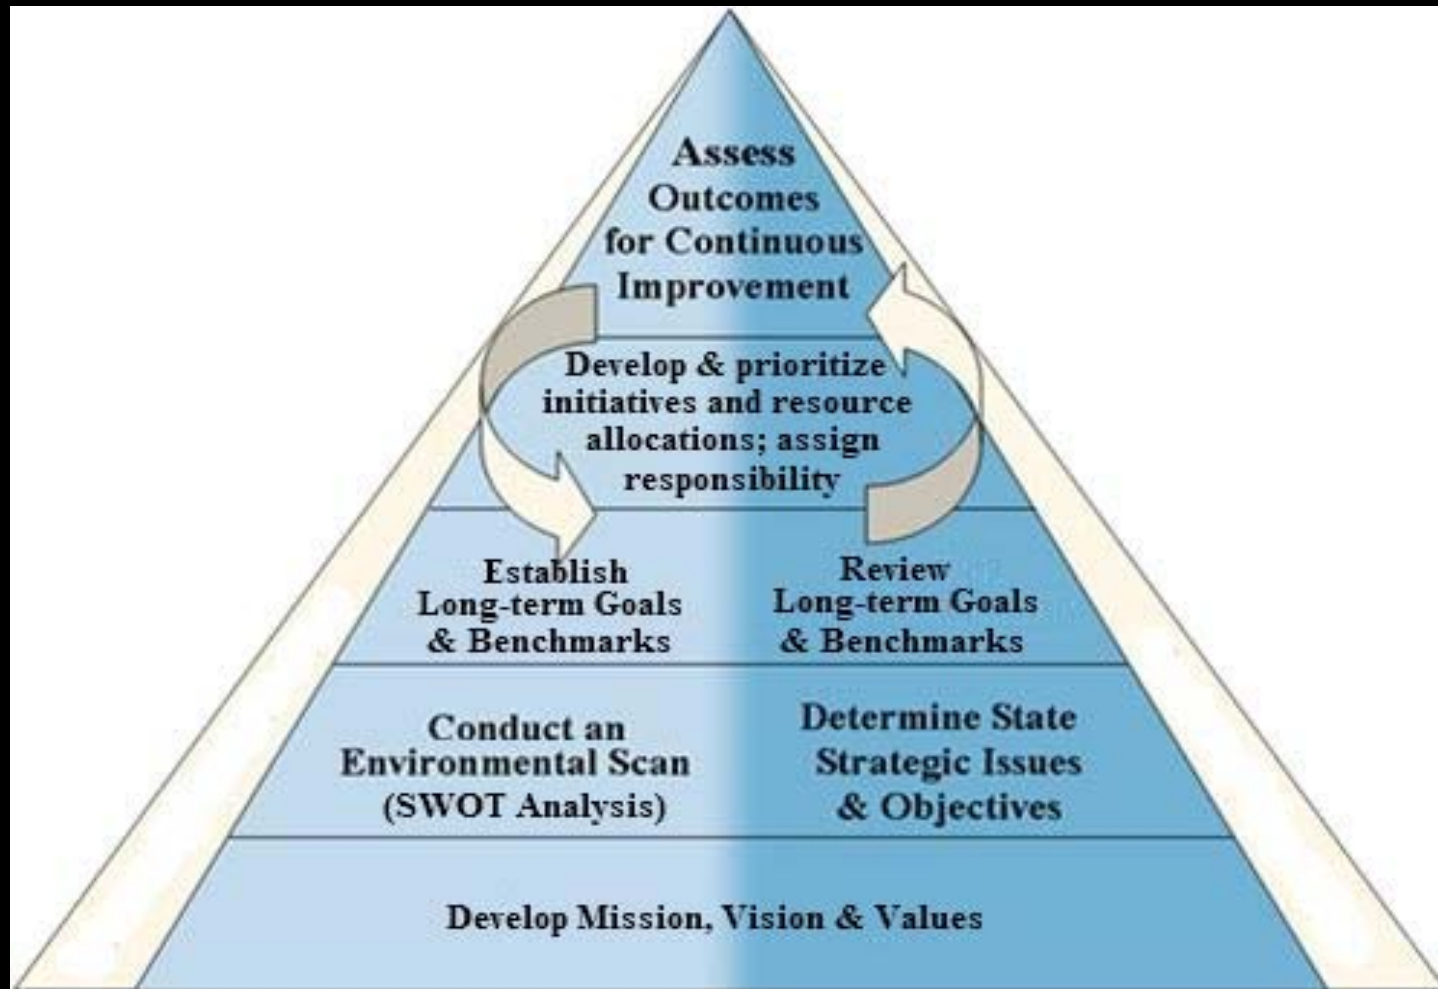 Assess
Outcomes
for Continuous
Improvement
Develop & prioritize
initiatives and resource
allocations; assign
responsibility
Establish
Long-term Goals
& Benchmarks
Review
Long-term Goals
& Benchmarks
Conduct an
Environmental Scan
(SWOT Analysis)
Determine State
Strategic Issues
& Objectives
Develop Mission, Vision & Values